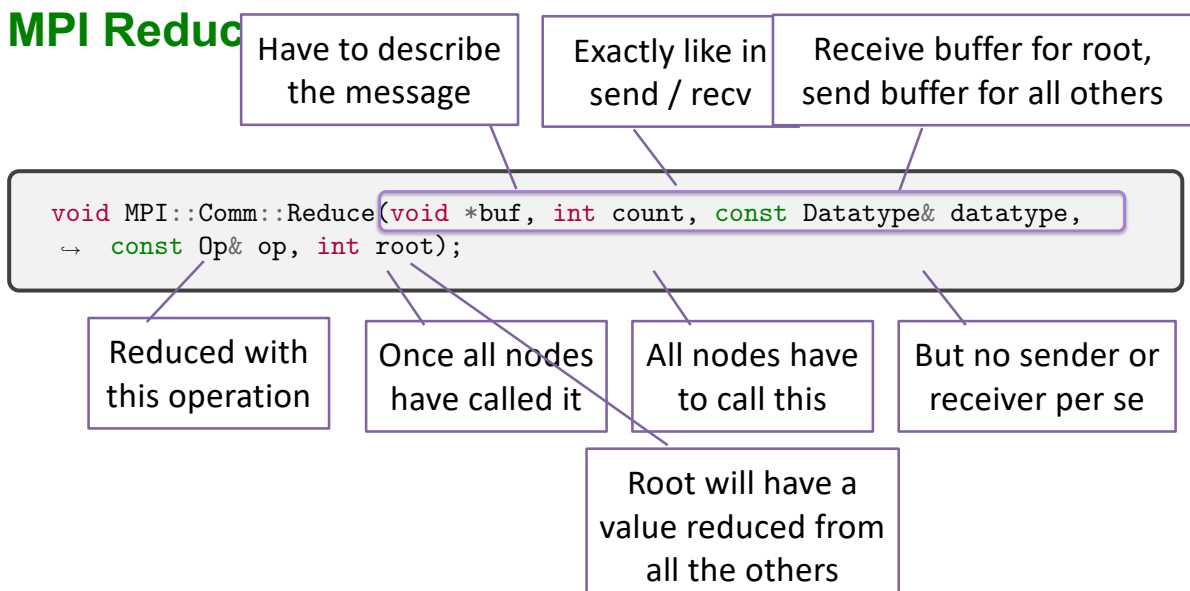 MPI Reduc
Have to describe
the message
Exactly like in
send / recv
Receive buffer for root,
send buffer for all others
void MPI::Comm::Reduce(void *buf, int count, const Datatype& datatype,
↪ const Op& op, int root);
Reduced with
this operation
Once all nodes
have called it
All nodes have
to call this
But no sender or
receiver per se
Root will have a
value reduced from
all the others